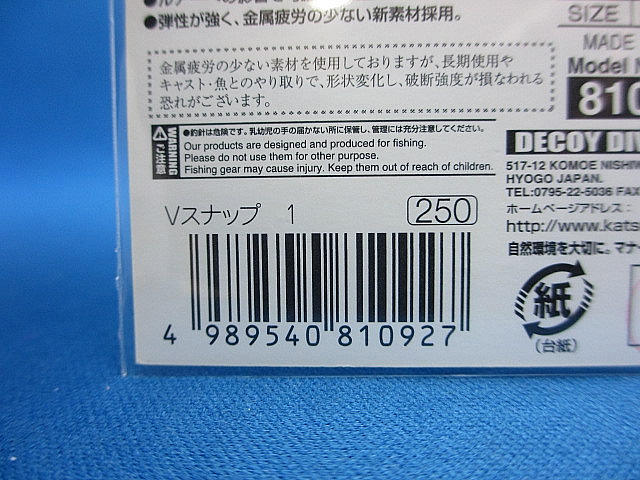 ●弾性が強く、金属疲労の少ない新素材採用。
金属疲労の少ない素材を使用しておりますが、長期使用や
キャスト・魚とのやり取りで、形状変化し、破断強度が損なわれる
恐れがございます。
WARNING
ご注意
●釣針は危険です。乳幼児の手の届かない所に保管し、管理には充分注意してください。
Our products are designed and produced for fishing.
Please do not use them for other purpose.
Fishing gear may cause injury. Keep them out of reach of children.
Vスナップ 1
250
4 989540 810927
SIZE
MADE
Model
810
DECOY
517-12 KOMOE
HYOGO JAPAN.
TEL:0795-22-5036 FAX
ホームページアドレス:
http://www.kats
自然環境を大切に。マナ
紙
(台紙)